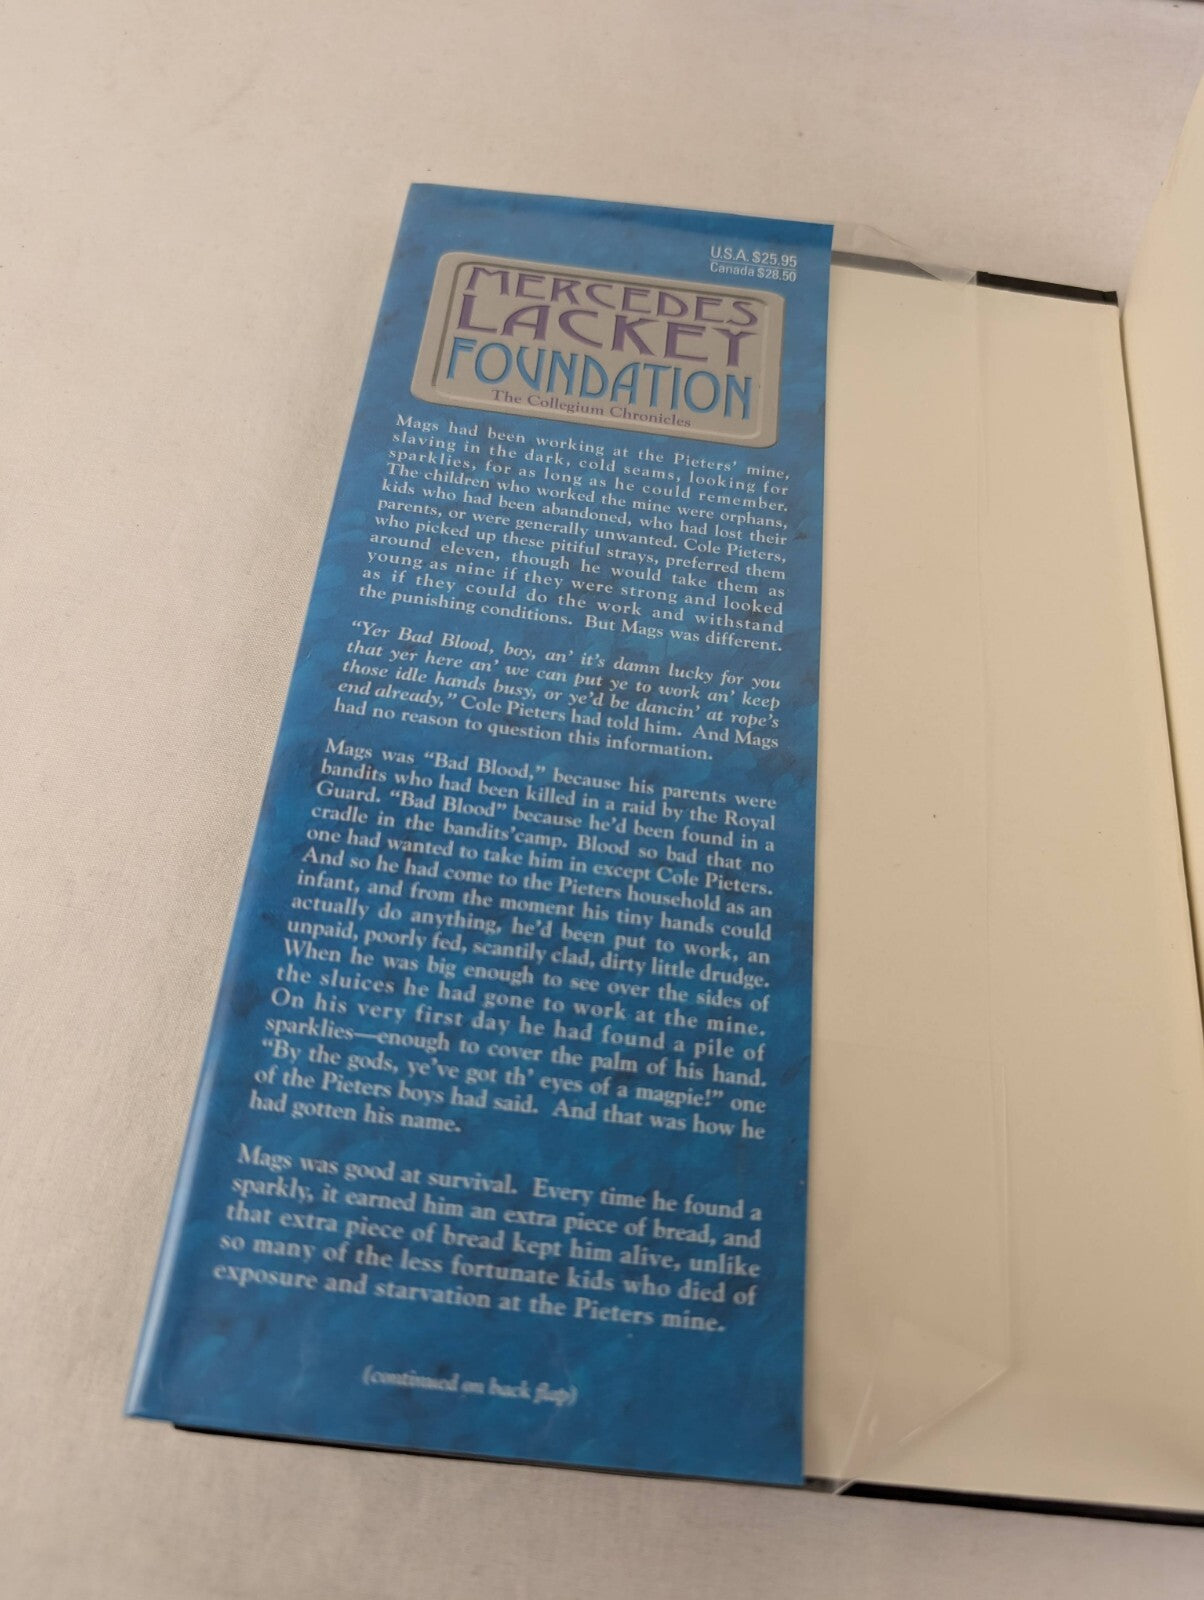 U.S.A. $25.95
Canada $28.50
MERCEDES
LACKEY
FOUNDATION
The Collegium Chronicles
Mags had been working at the Pieters' mine,
slaving in the dark, cold seams, looking for
sparklies, for as long as he could remember.
The children who worked the mine were orphans,
kids who had been abandoned, who had lost their
parents, or were generally unwanted. Cole Pieters,
who picked up these pitiful strays, preferred them
around eleven, though he would take them as
young as nine if they were strong and looked
as if they could do the work and withstand
the punishing conditions. But Mags was different.
“Yer Bad Blood, boy, an’ it’s damn lucky for you
that yer here an’ we can put ye to work an’ keep
those idle hands busy, or ye’d be dancin’ at rope’s
end already,” Cole Pieters had told him. And Mags
had no reason to question this information.
Mags was “Bad Blood,” because his parents were
bandits who had been killed in a raid by the Royal
Guard. “Bad Blood” because he’d been found in a
cradle in the bandits’camp. Blood so bad that no
one had wanted to take him in except Cole Pieters.
And so he had come to the Pieters household as an
infant, and from the moment his tiny hands could
actually do anything, he’d been put to work, an
unpaid, poorly fed, scantily clad, dirty little drudge.
When he was big enough to see over the sides of
the sluices he had gone to work at the mine.
On his very first day he had found a pile of
sparklies—enough to cover the palm of his hand.
“By the gods, ye’ve got th’ eyes of a magpie!” one
of the Pieters boys had said. And that was how he
had gotten his name.
Mags was good at survival. Every time he found a
sparkly, it earned him an extra piece of bread, and
that extra piece of bread kept him alive, unlike
so many of the less fortunate kids who died of
exposure and starvation at the Pieters mine.
(continued on back flap)